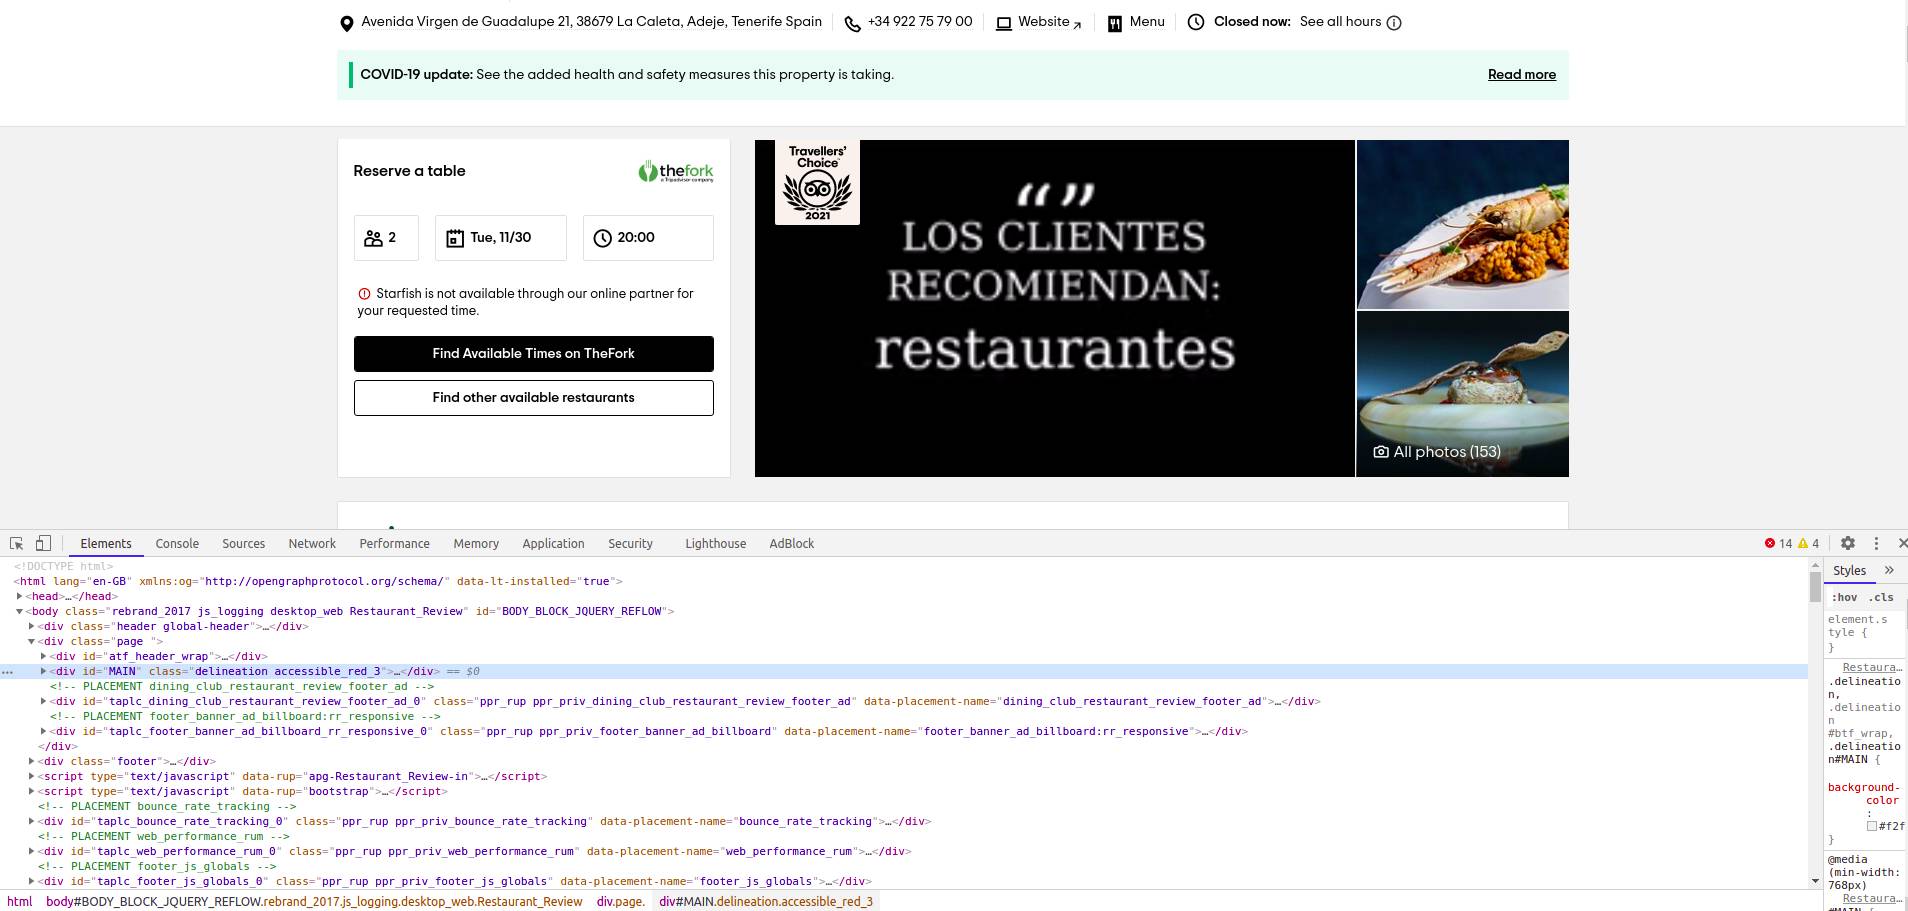 Avenida Virgen de Guadalupe 21, 38679 La Caleta, Adeje, Tenerife Spain +34 922 75 79 00 Website Menu Closed now: See all hours
COVID-19 update: See the added health and safety measures this property is taking. Read more
Reserve a table
thefork
a Tripadvisor company
2 Tue, 11/30 20:00
Starfish is not available through our online partner for
your requested time.
Find Available Times on TheFork
Find other available restaurants
Travellers'
Choice
2021
“ ”
LOS CLIENTES
RECOMIENDAN:
restaurantes
All photos (153)
Elements Console Sources Network Performance Memory Application Security Lighthouse AdBlock 14 4
<!DOCTYPE html>
<html lang="en-GB" xmlns:og="http://opengraphprotocol.org/schema/" data-lt-installed="true">
<head>…</head>
<body class="rebrand_2017 js_logging desktop_web Restaurant_Review" id="BODY_BLOCK_JQUERY_REFLOW">
<div class="header global-header">…</div>
<div class="page ">
<div id="atf_header_wrap">…</div>
<div id="MAIN" class="delineation accessible_red_3">…</div> == $0
<!-- PLACEMENT dining_club_restaurant_review_footer_ad -->
<div id="taplc_dining_club_restaurant_review_footer_ad_0" class="ppr_rup ppr_priv_dining_club_restaurant_review_footer_ad" data-placement-name="dining_club_restaurant_review_footer_ad">…</div>
<!-- PLACEMENT footer_banner_ad_billboard:rr_responsive -->
<div id="taplc_footer_banner_ad_billboard_rr_responsive_0" class="ppr_rup ppr_priv_footer_banner_ad_billboard" data-placement-name="footer_banner_ad_billboard:rr_responsive">…</div>
</div>
<div class="footer">…</div>
<script type="text/javascript" data-rup="apg-Restaurant_Review-in">…</script>
<script type="text/javascript" data-rup="bootstrap">…</script>
<!-- PLACEMENT bounce_rate_tracking -->
<div id="taplc_bounce_rate_tracking_0" class="ppr_rup ppr_priv_bounce_rate_tracking" data-placement-name="bounce_rate_tracking">…</div>
<!-- PLACEMENT web_performance_rum -->
<div id="taplc_web_performance_rum_0" class="ppr_rup ppr_priv_web_performance_rum" data-placement-name="web_performance_rum">…</div>
<!-- PLACEMENT footer_js_globals -->
<div id="taplc_footer_js_globals_0" class="ppr_rup ppr_priv_footer_js_globals" data-placement-name="footer_js_globals">…</div>
html body#BODY_BLOCK_JQUERY_REFLOW.rebrand_2017.js_logging.desktop_web.Restaurant_Review div.page. div#MAIN.delineation.accessible_red_3
Styles »
:hov .cls
element.s
tyle {
}
Restaura…
.delineatio
n,
.delineatio
n
#btf_wrap,
.delineatio
n#MAIN {
background-
color
:
#f2f
}
@media
(min-width:
768px)
Restaura…